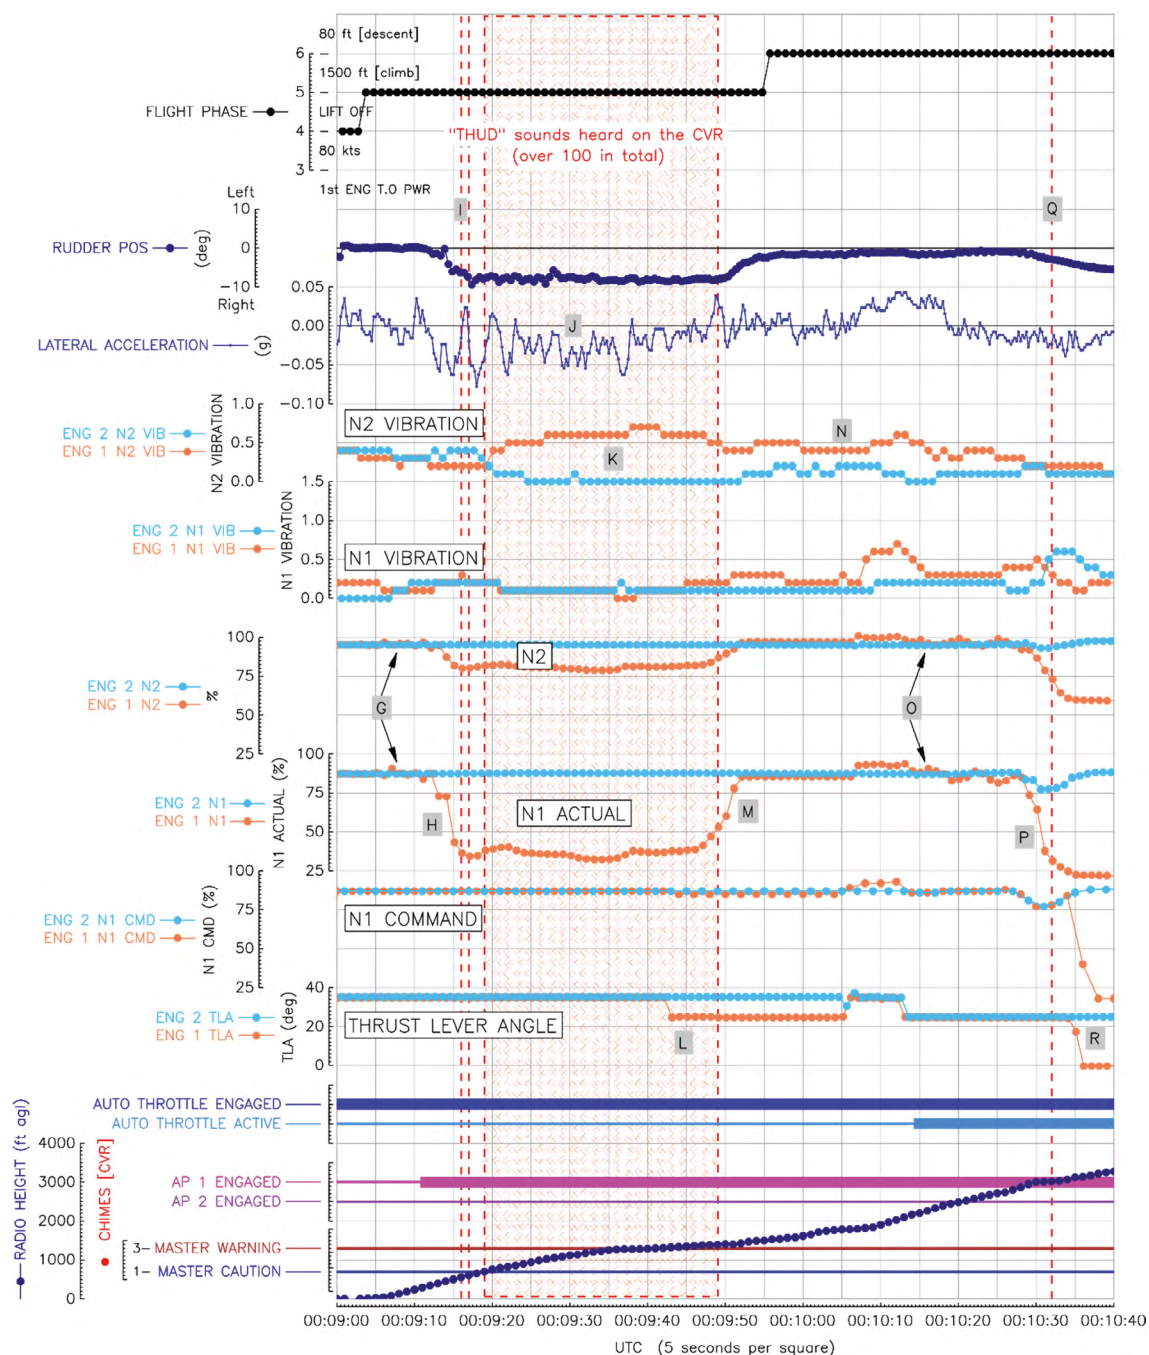 80 ft [descent]
6
1500 ft [climb]
5
FLIGHT PHASE
LIFT OFF
4
"THUD" sounds heard on the CVR
(over 100 in total)
80 kts
3
1st ENG T.O PWR
Left
10
I
Q
RUDDER POS
(deg)
0
-10
Right
0.05
LATERAL ACCELERATION
(g)
0.00
J
-0.05
-0.10
N2 VIBRATION
1.0
N2 VIBRATION
ENG 2 N2 VIB
ENG 1 N2 VIB
0.5
N
K
0.0
N1 VIBRATION
1.5
1.0
ENG 2 N1 VIB
ENG 1 N1 VIB
N1 VIBRATION
0.5
0.0
100
N2
75
ENG 2 N2
ENG 1 N2
%
G
O
50
25
N1 ACTUAL (%)
100
75
ENG 2 N1
ENG 1 N1
N1 ACTUAL
H
M
P
50
25
N1 CMD (%)
100
75
ENG 2 N1 CMD
ENG 1 N1 CMD
N1 COMMAND
50
25
TLA (deg)
40
ENG 2 TLA
ENG 1 TLA
20
THRUST LEVER ANGLE
L
R
0
AUTO THROTTLE ENGAGED
AUTO THROTTLE ACTIVE
RADIO HEIGHT (ft agl)
CHIMES [CVR]
4000
3000
AP 1 ENGAGED
AP 2 ENGAGED
2000
3- MASTER WARNING
1000
1- MASTER CAUTION
0
00:09:00 00:09:10 00:09:20 00:09:30 00:09:40 00:09:50 00:10:00 00:10:10 00:10:20 00:10:30 00:10:40
UTC (5 seconds per square)